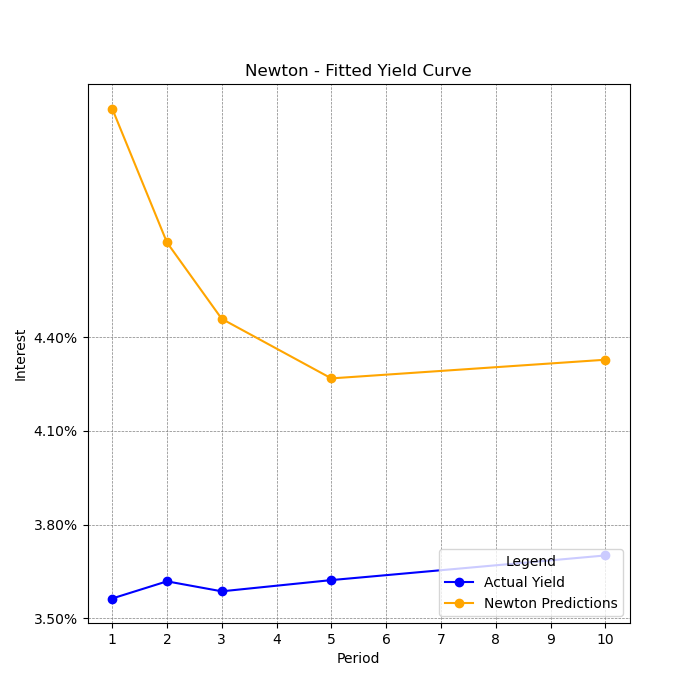 Newton - Fitted Yield Curve
Interest
4.40%
4.10%
3.80%
3.50%
Legend
Actual Yield
Newton Predictions
1 2 3 4 5 6 7 8 9 10
Period